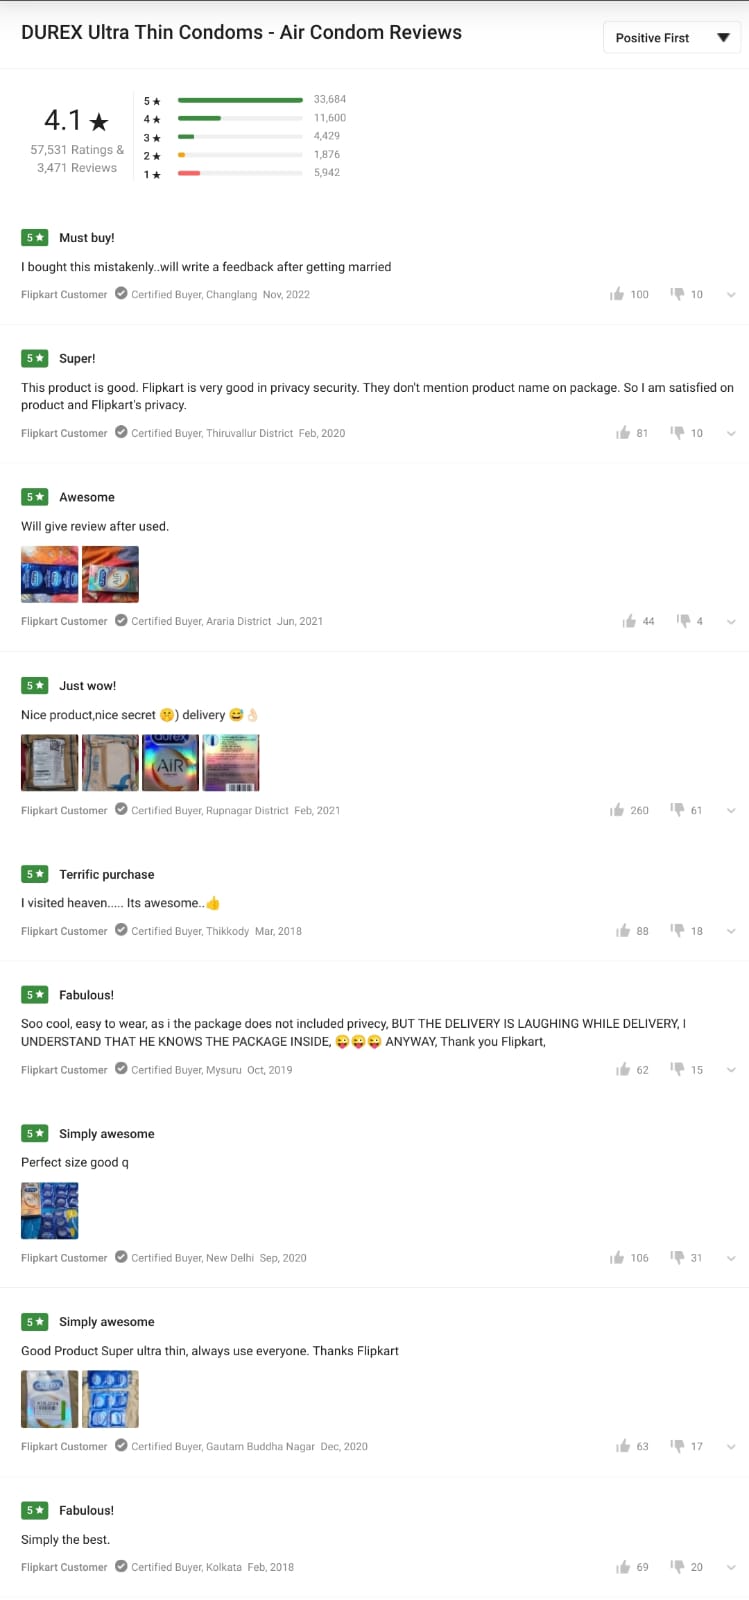 DUREX Ultra Thin Condoms - Air Condom Reviews
Positive First
4.1★
57,531 Ratings &
3,471 Reviews
5★ 33,684
4★ 11,600
3★ 4,429
2★ 1,876
1★ 5,942
5★ Must buy!
I bought this mistakenly..will write a feedback after getting married
Flipkart Customer Certified Buyer, Changlang Nov, 2022 100 10
5★ Super!
This product is good. Flipkart is very good in privacy security. They don't mention product name on package. So I am satisfied on
product and Flipkart's privacy.
Flipkart Customer Certified Buyer, Thiruvallur District Feb, 2020 81 10
5★ Awesome
Will give review after used.
Flipkart Customer Certified Buyer, Araria District Jun, 2021 44 4
5★ Just wow!
Nice product,nice secret 🤫) delivery 😅👌🏻
durex
AIR
Flipkart Customer Certified Buyer, Rupnagar District Feb, 2021 260 61
5★ Terrific purchase
I visited heaven..... Its awesome..👍
Flipkart Customer Certified Buyer, Thikkody Mar, 2018 88 18
5★ Fabulous!
Soo cool, easy to wear, as i the package does not included privecy, BUT THE DELIVERY IS LAUGHING WHILE DELIVERY, I
UNDERSTAND THAT HE KNOWS THE PACKAGE INSIDE, 😜😜😜 ANYWAY, Thank you Flipkart,
Flipkart Customer Certified Buyer, Mysuru Oct, 2019 62 15
5★ Simply awesome
Perfect size good q
Flipkart Customer Certified Buyer, New Delhi Sep, 2020 106 31
5★ Simply awesome
Good Product Super ultra thin, always use everyone. Thanks Flipkart
Flipkart Customer Certified Buyer, Gautam Buddha Nagar Dec, 2020 63 17
5★ Fabulous!
Simply the best.
Flipkart Customer Certified Buyer, Kolkata Feb, 2018 69 20